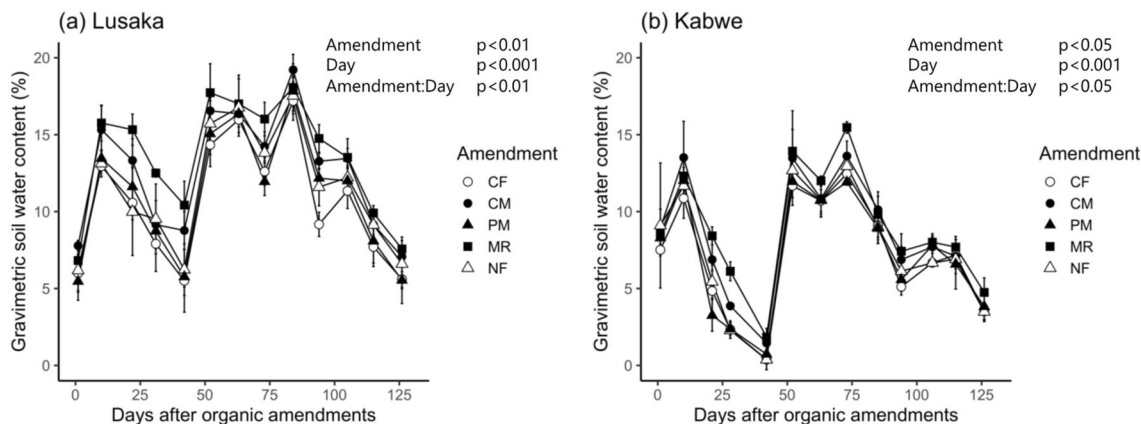 (a) Lusaka
Amendment p<0.01
Day p<0.001
Amendment:Day p<0.01
20
15
10
5
0
Gravimetric soil water content (%)
0 25 50 75 100 125
Days after organic amendments
Amendment
CF
CM
PM
MR
NF
(b) Kabwe
Amendment p<0.05
Day p<0.001
Amendment:Day p<0.05
20
15
10
5
0
Gravimetric soil water content (%)
0 25 50 75 100 125
Days after organic amendments
Amendment
CF
CM
PM
MR
NF